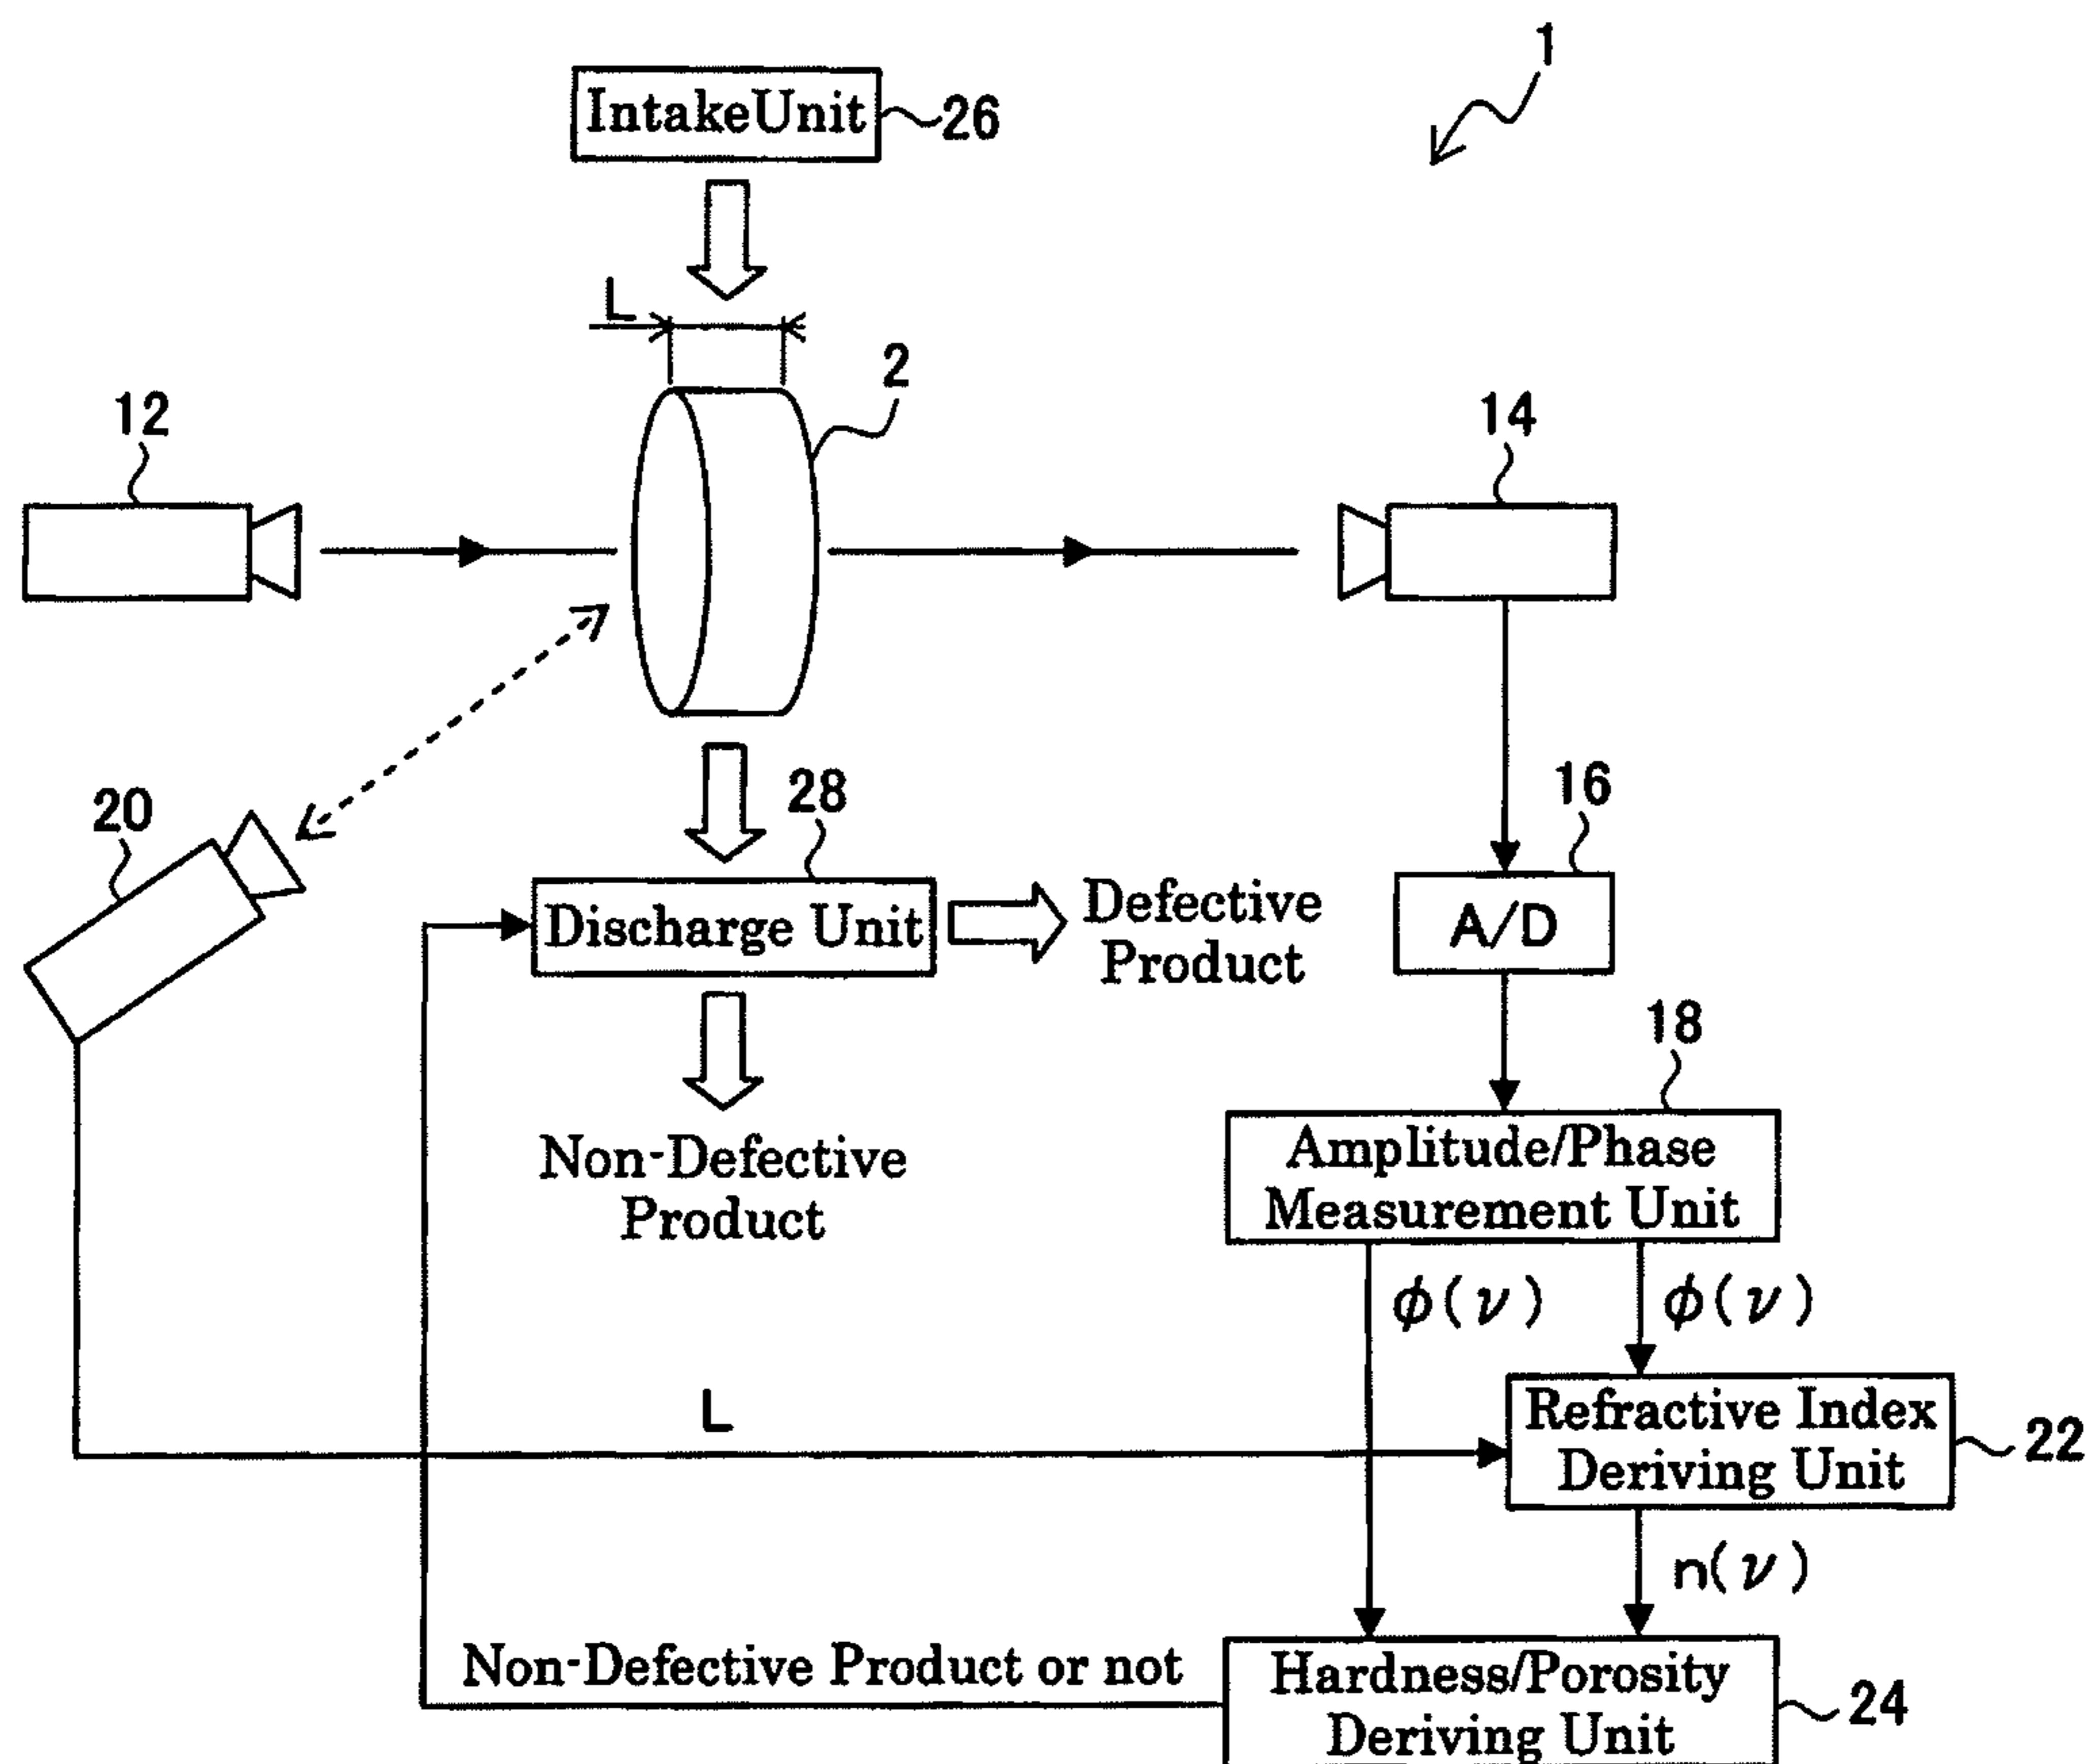 1
IntakeUnit
26
L
2
12
14
20
28
16
Discharge Unit
Defective
Product
A/D
18
Non-Defective
Product
Amplitude/Phase
Measurement Unit
φ(ν)
φ(ν)
L
Refractive Index
Deriving Unit
22
n(ν)
Non-Defective Product or not
Hardness/Porosity
Deriving Unit
24